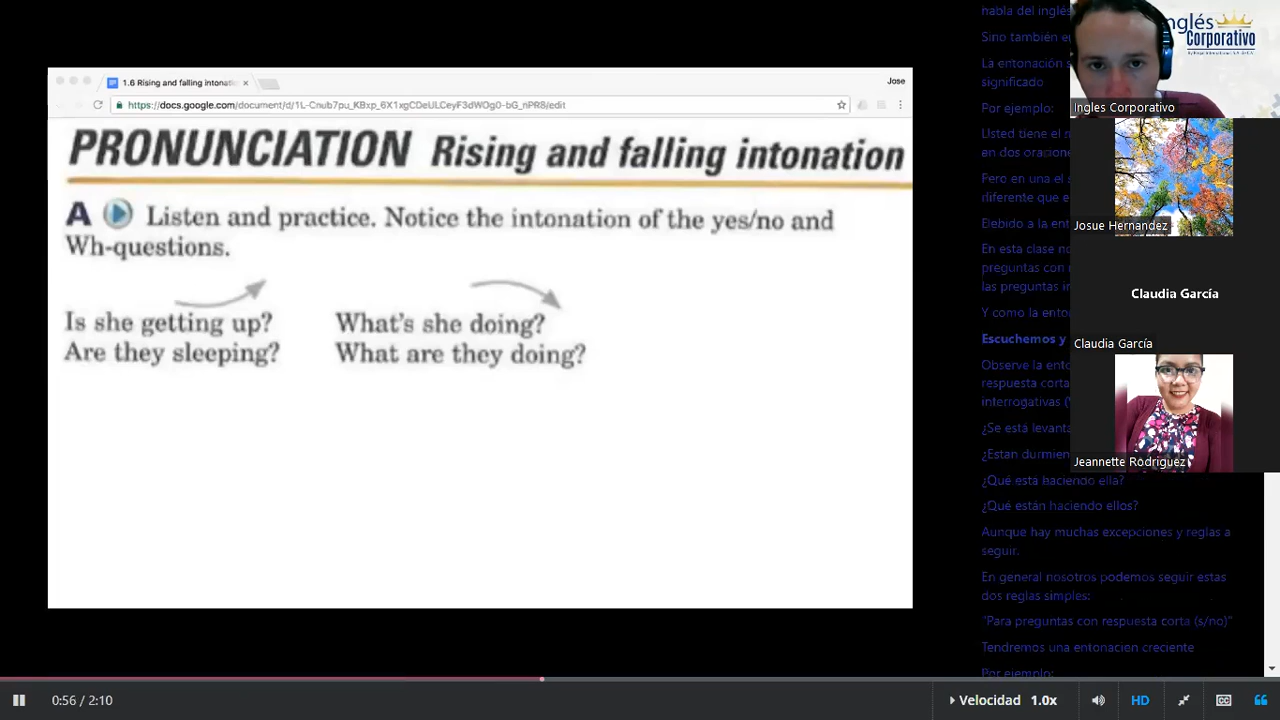 1.6 Rising and falling intonati
Jose
https://docs.google.com/document/d/1L-Cnub7pu_KBxp_6X1xgCDeULCeyF3dWOg0-bG_nPR8/edit
PRONUNCIATION Rising and falling intonation
A Listen and practice. Notice the intonation of the yes/no and
Wh-questions.
Is she getting up? What's she doing?
Are they sleeping? What are they doing?
habla del inglés
Sino también e
La entonación s
significado
Por ejemplo:
Usted tiene el
en dos oracion
Pero en una el s
diferente que e
Debido a la ent
En esta clase no
preguntas con
las preguntas in
Y como la ento
Escuchemos y
Observe la ento
respuesta corta
interrogativas (
¿Se está levanta
¿Estan durmien
¿Qué está haciendo ella?
¿Qué están haciendo ellos?
Aunque hay muchas excepciones y reglas a
seguir.
En general nosotros podemos seguir estas
dos reglas simples:
"Para preguntas con respuesta corta (s/no)"
Tendremos una entonación creciente
Por ejemplo:
Inglés
Corporativo
Ingles Corporativo
Josue Hernandez
Claudia García
Claudia García
Jeannette Rodriguez
0:56 / 2:10
Velocidad 1.0x
HD
CC